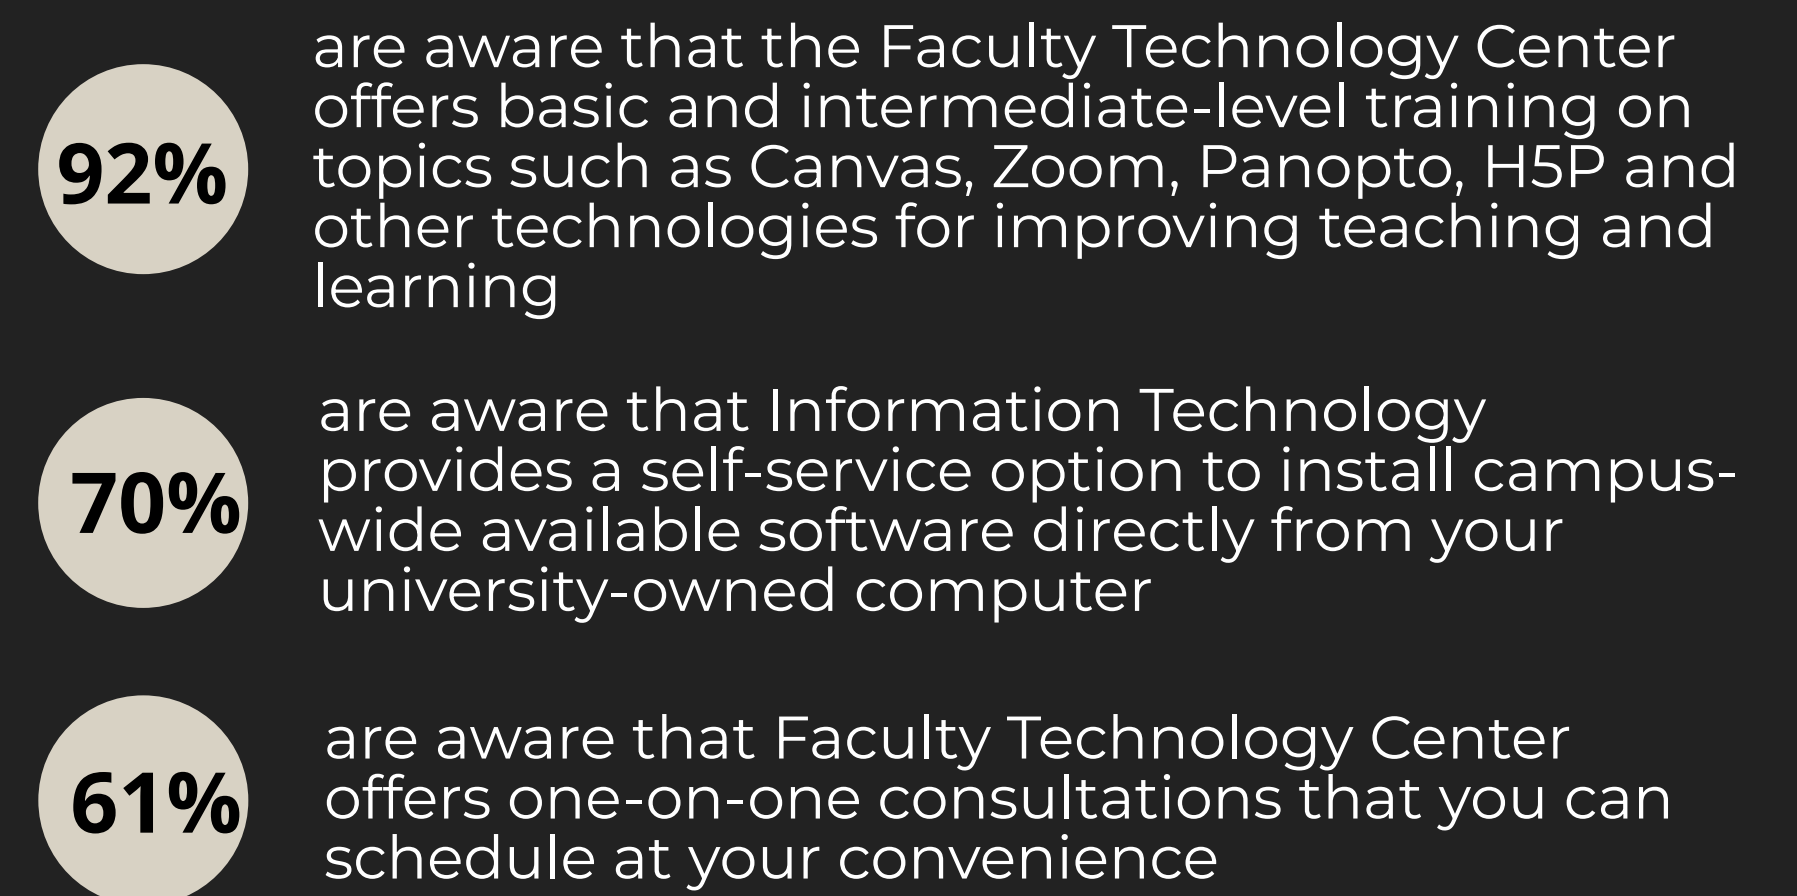 92%
are aware that the Faculty Technology Center
offers basic and intermediate-level training on
topics such as Canvas, Zoom, Panopto, H5P and
other technologies for improving teaching and
learning
70%
are aware that Information Technology
provides a self-service option to install campus-
wide available software directly from your
university-owned computer
61%
are aware that Faculty Technology Center
offers one-on-one consultations that you can
schedule at your convenience